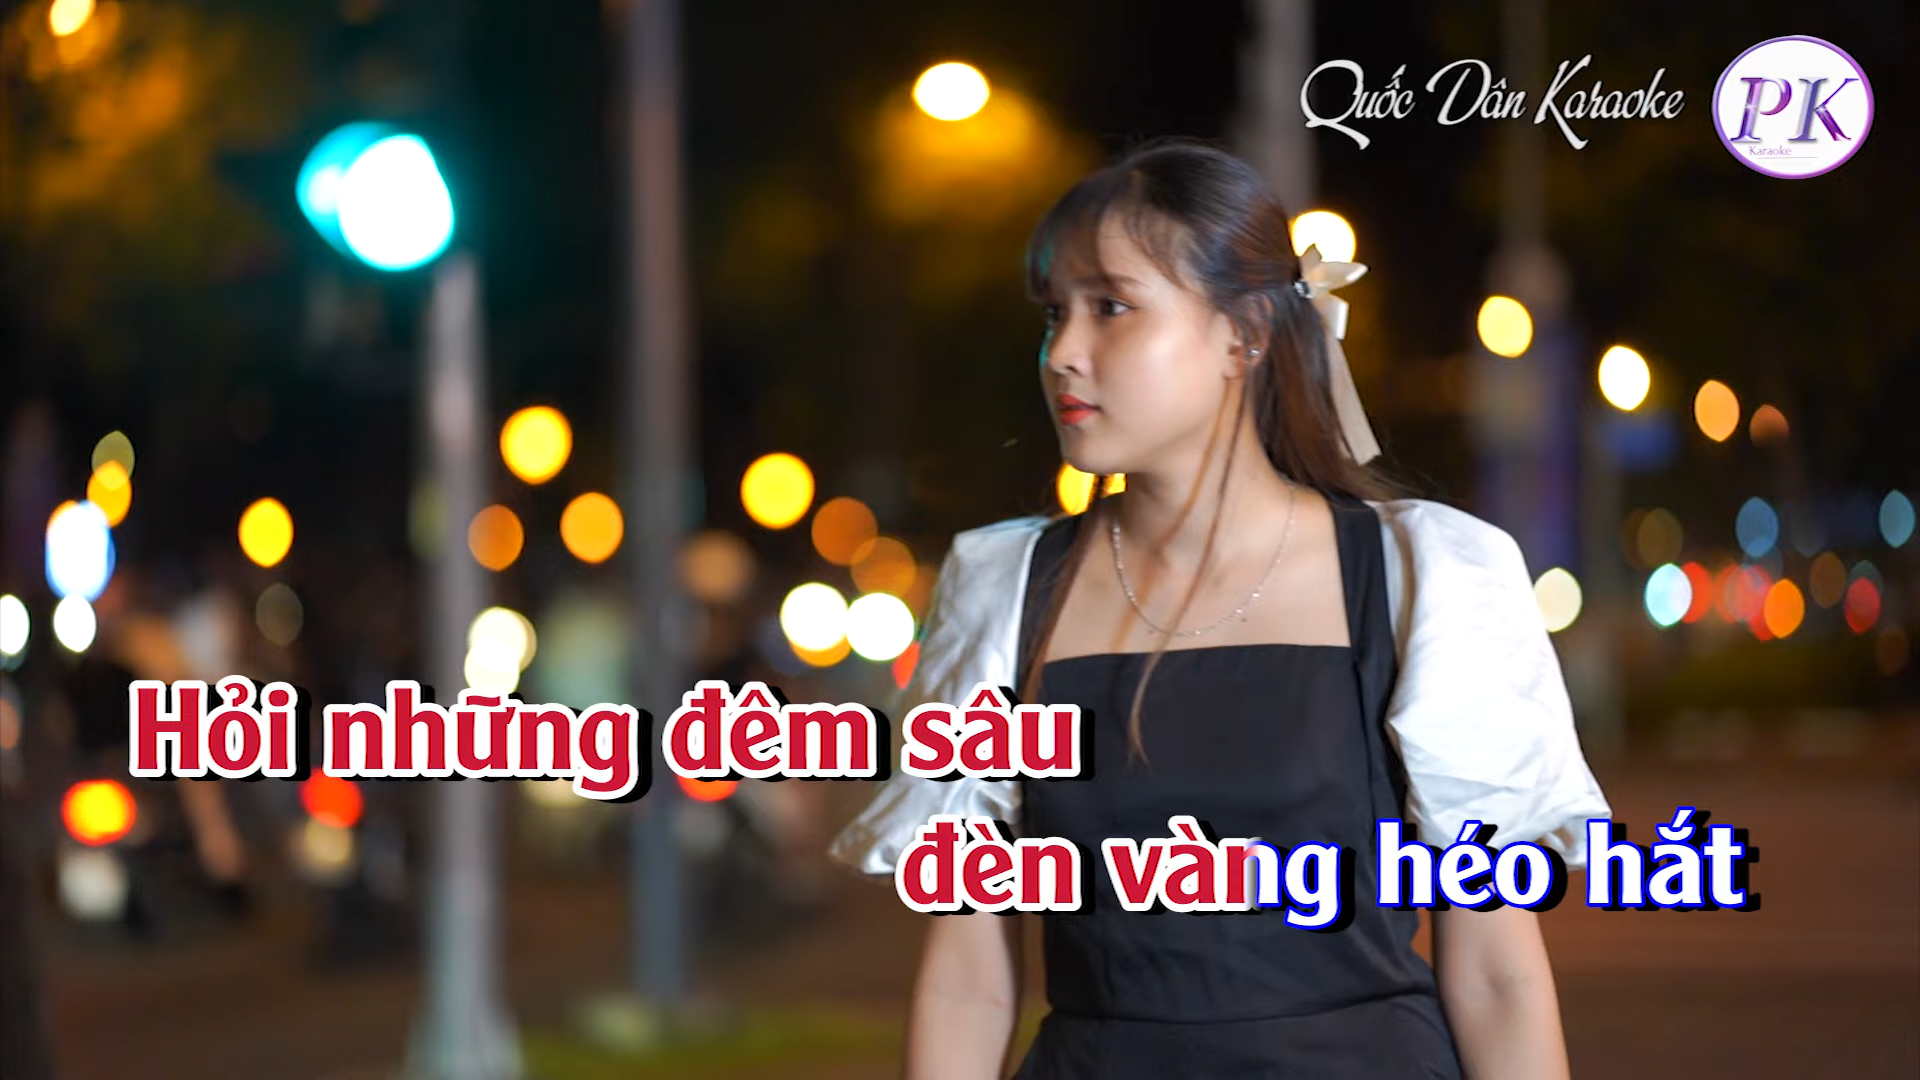 Quốc Dân Karaoke
PK
Karaoke
Hỏi những đêm sâu
đèn vàng héo hắt